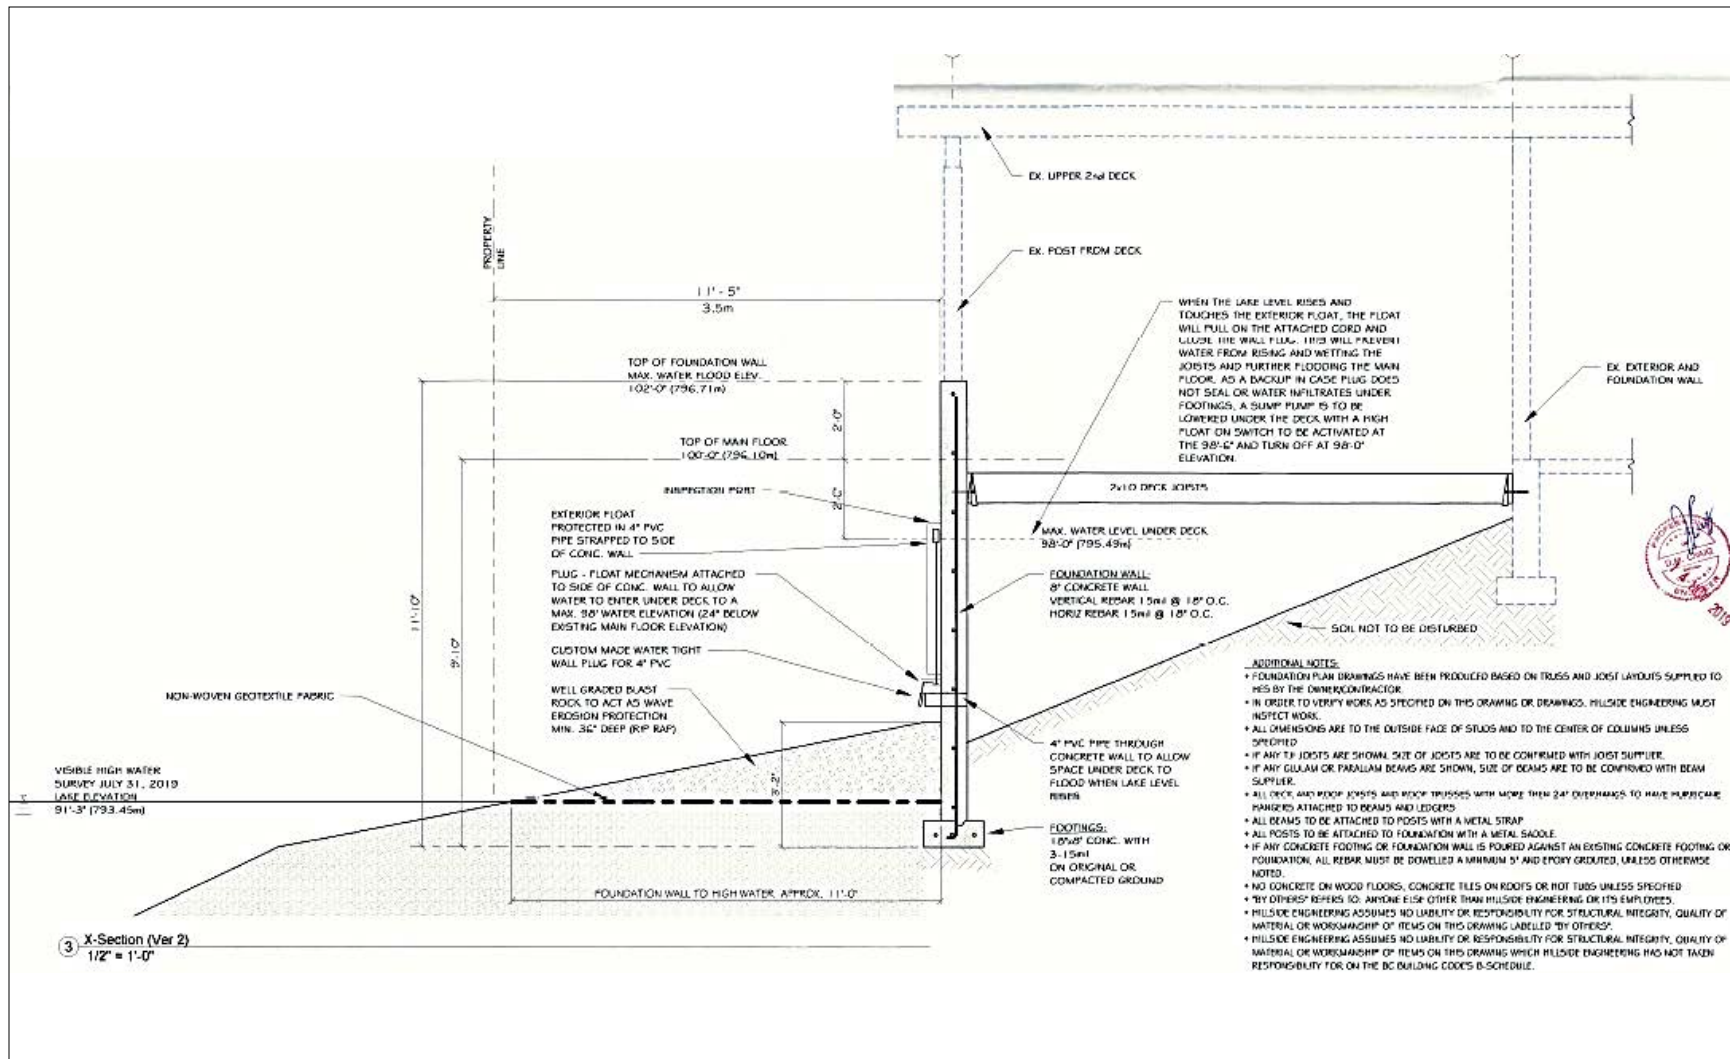 EX. UPPER 2nd DECK
PROPERTY
LINE
EX. POST FROM DECK
11' - 5"
3.5m
WHEN THE LAKE LEVEL RISES AND
TOUCHES THE EXTERIOR FLOAT, THE FLOAT
WILL PULL ON THE ATTACHED CORD AND
CLOSE THE WALL PLUG. THIS WILL PREVENT
WATER FROM RISING AND WETTING THE
JOISTS AND FURTHER FLOODING THE MAIN
FLOOR. AS A BACKUP IN CASE PLUG DOES
NOT SEAL OR WATER INFILTRATES UNDER
FOOTINGS, A SUMP PUMP IS TO BE
LOWERED UNDER THE DECK WITH A HIGH
FLOAT ON SWITCH TO BE ACTIVATED AT
THE 98'-6" AND TURN OFF AT 98'-0"
ELEVATION.
TOP OF FOUNDATION WALL
MAX. WATER FLOOD ELEV.
102'-0" (796.71m)
EX. EXTERIOR AND
FOUNDATION WALL
2'-0"
TOP OF MAIN FLOOR
100'-0" (796.10m)
INSPECTION PORT
2'-0"
2x10 DECK JOISTS
EXTERIOR FLOAT
PROTECTED IN 4" PVC
PIPE STRAPPED TO SIDE
OF CONC. WALL
MAX. WATER LEVEL UNDER DECK
98'-0" (795.49m)
PLUG - FLOAT MECHANISM ATTACHED
TO SIDE OF CONC. WALL TO ALLOW
WATER TO ENTER UNDER DECK TO A
MAX. 98' WATER ELEVATION (24" BELOW
EXISTING MAIN FLOOR ELEVATION)
FOUNDATION WALL:
8" CONCRETE WALL
VERTICAL REBAR 15ml @ 18" O.C.
HORIZ REBAR 15ml @ 18" O.C.
11'-10"
9'-10"
SOIL NOT TO BE DISTURBED
2019
CUSTOM MADE WATER TIGHT
WALL PLUG FOR 4" PVC
NON-WOVEN GEOTEXTILE FABRIC
WELL GRADED BLAST
ROCK TO ACT AS WAVE
EROSION PROTECTION
MIN. 36" DEEP (RIP RAP)
3'-2"
4" PVC PIPE THROUGH
CONCRETE WALL TO ALLOW
SPACE UNDER DECK TO
FLOOD WHEN LAKE LEVEL
RISES
VISIBLE HIGH WATER
SURVEY JULY 31, 2019
LAKE ELEVATION
91'-3" (793.45m)
FOOTINGS:
18"x8" CONC. WITH
3-15ml
ON ORIGINAL OR
COMPACTED GROUND
FOUNDATION WALL TO HIGH WATER APPROX. 11'-0"
ADDITIONAL NOTES:
• FOUNDATION PLAN DRAWINGS HAVE BEEN PRODUCED BASED ON TRUSS AND JOIST LAYOUTS SUPPLIED TO
HES BY THE OWNER/CONTRACTOR.
• IN ORDER TO VERIFY WORK AS SPECIFIED ON THIS DRAWING OR DRAWINGS, HILLSIDE ENGINEERING MUST
INSPECT WORK.
• ALL DIMENSIONS ARE TO THE OUTSIDE FACE OF STUDS AND TO THE CENTER OF COLUMNS UNLESS
SPECIFIED
• IF ANY TJI JOISTS ARE SHOWN, SIZE OF JOISTS ARE TO BE CONFIRMED WITH JOIST SUPPLIER.
• IF ANY GLULAM OR PARALLAM BEAMS ARE SHOWN, SIZE OF BEAMS ARE TO BE CONFIRMED WITH BEAM
SUPPLIER.
• ALL DECK AND ROOF JOISTS AND ROOF TRUSSES WITH MORE THEN 24" OVERHANGS TO HAVE HURRICANE
HANGERS ATTACHED TO BEAMS AND LEDGERS
• ALL BEAMS TO BE ATTACHED TO POSTS WITH A METAL STRAP
• ALL POSTS TO BE ATTACHED TO FOUNDATION WITH A METAL SADDLE.
• IF ANY CONCRETE FOOTING OR FOUNDATION WALL IS POURED AGAINST AN EXISTING CONCRETE FOOTING OR
FOUNDATION, ALL REBAR MUST BE DOWELLED A MINIMUM 5" AND EPOXY GROUTED, UNLESS OTHERWISE
NOTED.
• NO CONCRETE ON WOOD FLOORS, CONCRETE TILES ON ROOFS OR HOT TUBS UNLESS SPECIFIED
• "BY OTHERS" REFERS TO: ANYONE ELSE OTHER THAN HILLSIDE ENGINEERING OR ITS EMPLOYEES.
• HILLSIDE ENGINEERING ASSUMES NO LIABILITY OR RESPONSIBILITY FOR STRUCTURAL INTEGRITY, QUALITY OF
MATERIAL OR WORKMANSHIP OF ITEMS ON THIS DRAWING LABELLED "BY OTHERS".
• HILLSIDE ENGINEERING ASSUMES NO LIABILITY OR RESPONSIBILITY FOR STRUCTURAL INTEGRITY, QUALITY OF
MATERIAL OR WORKMANSHIP OF ITEMS ON THIS DRAWING WHICH HILLSIDE ENGINEERING HAS NOT TAKEN
RESPONSIBILITY FOR ON THE BC BUILDING CODE'S B-SCHEDULE.
3 X-Section (Ver 2)
1/2" = 1'-0"